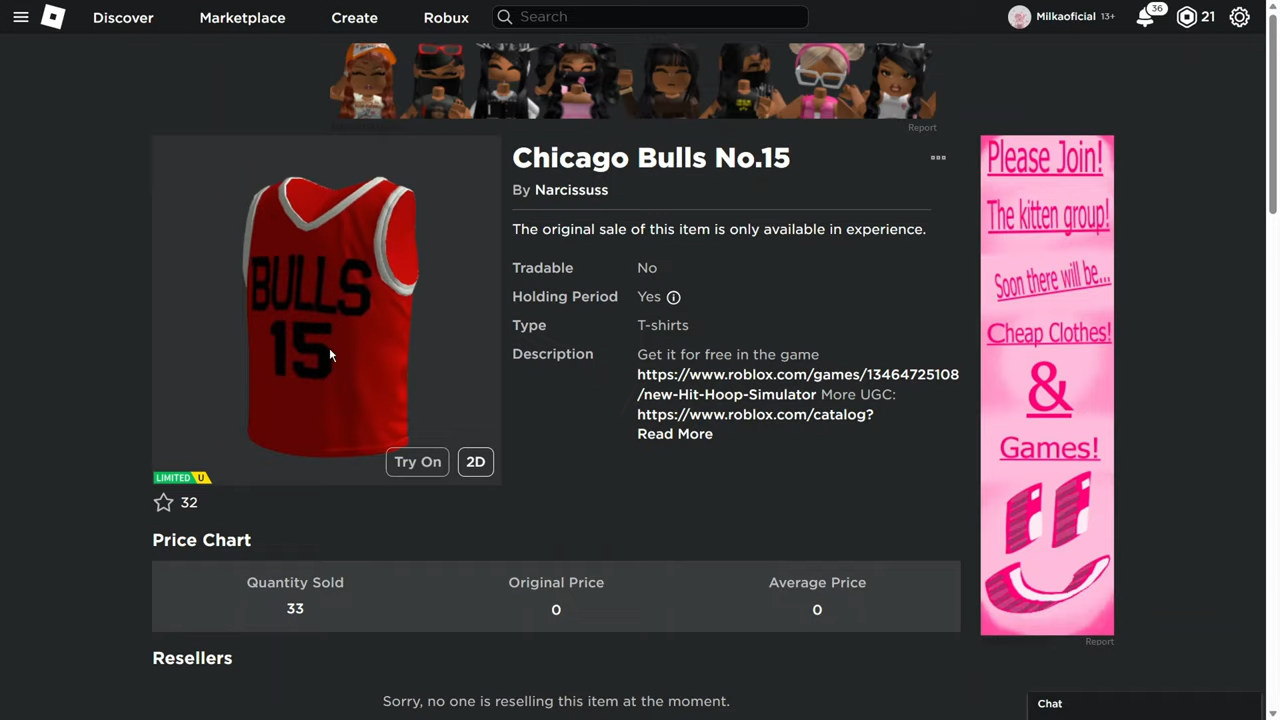 Discover
Marketplace
Create
Robux
Search
Milkaoficial 13+
36
21
Report
BULLS
15
Try On
2D
LIMITED U
32
Chicago Bulls No.15
By Narcissuss
The original sale of this item is only available in experience.
Tradable No
Holding Period Yes
Type T-shirts
Description Get it for free in the game
https://www.roblox.com/games/13464725108
/new-Hit-Hoop-Simulator More UGC:
https://www.roblox.com/catalog?
Read More
Please Join!
The kitten group!
Soon there will be...
Cheap Clothes!
&
Games!
Report
Price Chart
Quantity Sold Original Price Average Price
33 0 0
Resellers
Sorry, no one is reselling this item at the moment.
Chat